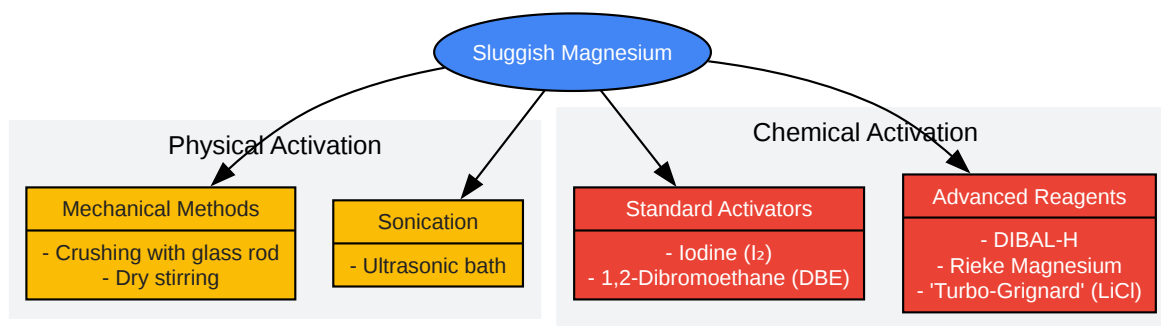 Sluggish Magnesium
Physical Activation
Mechanical Methods
- Crushing with glass rod
- Dry stirring
Sonication
- Ultrasonic bath
Chemical Activation
Standard Activators
- Iodine (I₂)
- 1,2-Dibromoethane (DBE)
Advanced Reagents
- DIBAL-H
- Rieke Magnesium
- 'Turbo-Grignard' (LiCl)